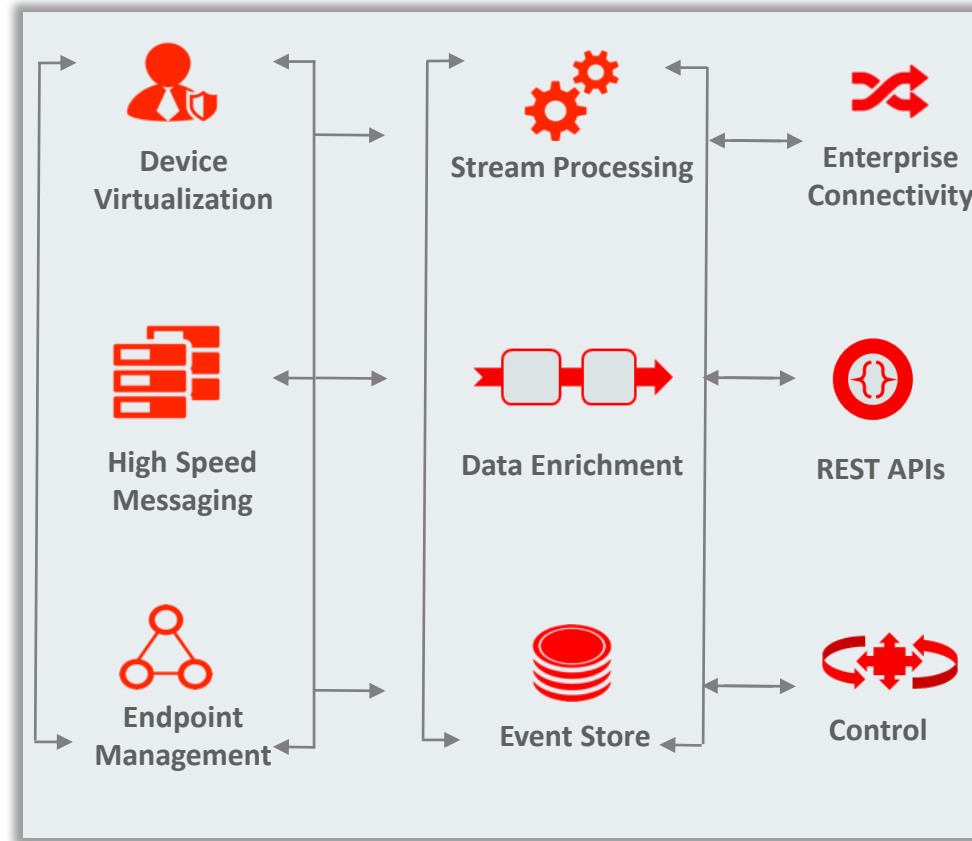 Device
Virtualization
Stream Processing
Enterprise
Connectivity
High Speed
Messaging
Data Enrichment
{}
REST APIs
Endpoint
Management
Event Store
Control